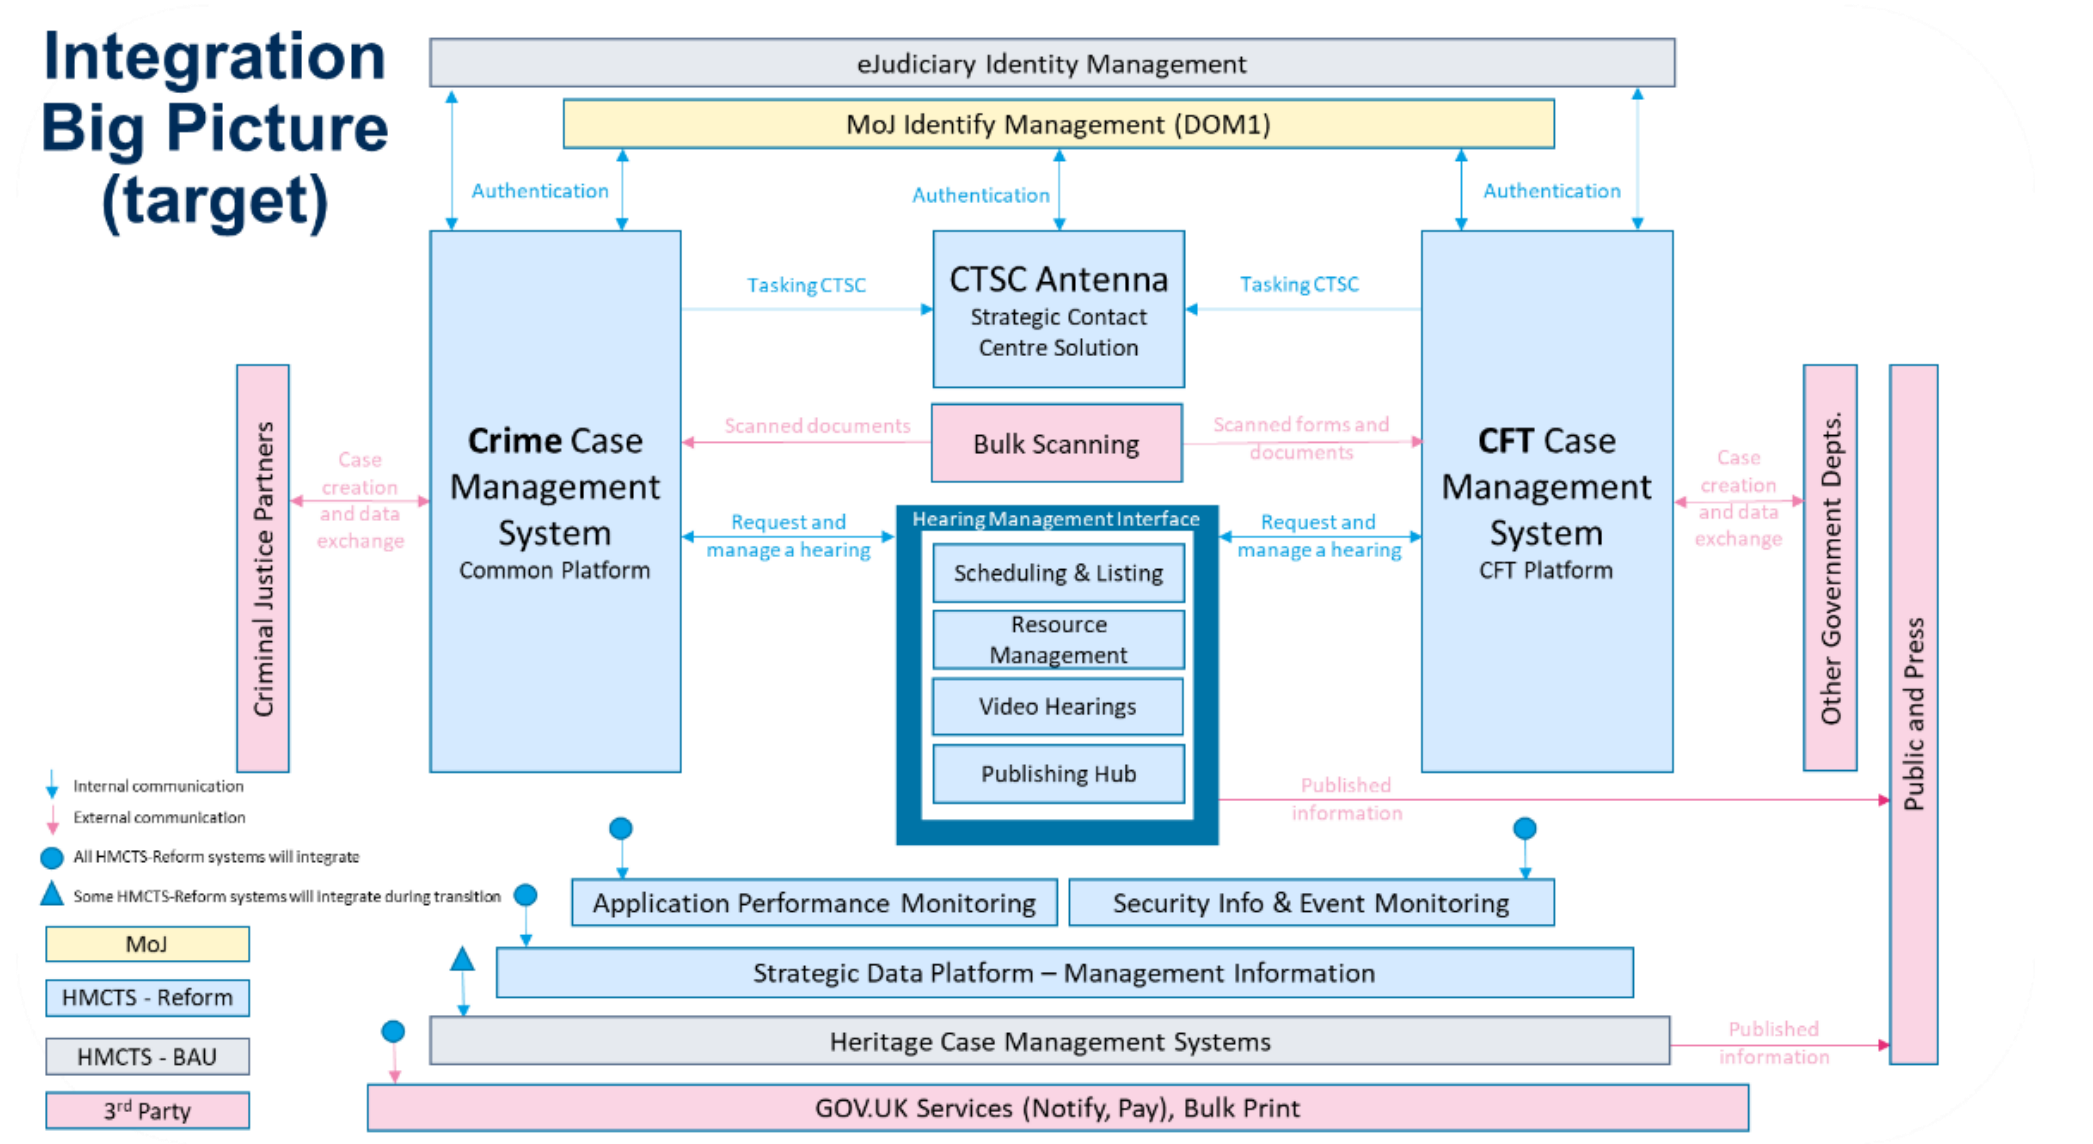 Integration
Big Picture
(target)
eJudiciary Identity Management
MoJ Identify Management (DOM1)
Authentication
Authentication
Authentication
Tasking CTSC
CTSC Antenna
Strategic Contact
Centre Solution
Tasking CTSC
Criminal Justice Partners
Case
creation
and data
exchange
Crime Case
Management
System
Common Platform
Scanned documents
Bulk Scanning
Scanned forms and
documents
CFT Case
Management
System
CFT Platform
Case
creation
and data
exchange
Other Government Depts.
Public and Press
Request and
manage a hearing
Hearing Management Interface
Scheduling & Listing
Resource
Management
Video Hearings
Publishing Hub
Request and
manage a hearing
Published
information
Internal communication
External communication
All HMCTS-Reform systems will integrate
Some HMCTS-Reform systems will integrate during transition
Application Performance Monitoring
Security Info & Event Monitoring
MoJ
Strategic Data Platform – Management Information
HMCTS - Reform
HMCTS - BAU
Heritage Case Management Systems
Published
information
3rd Party
GOV.UK Services (Notify, Pay), Bulk Print